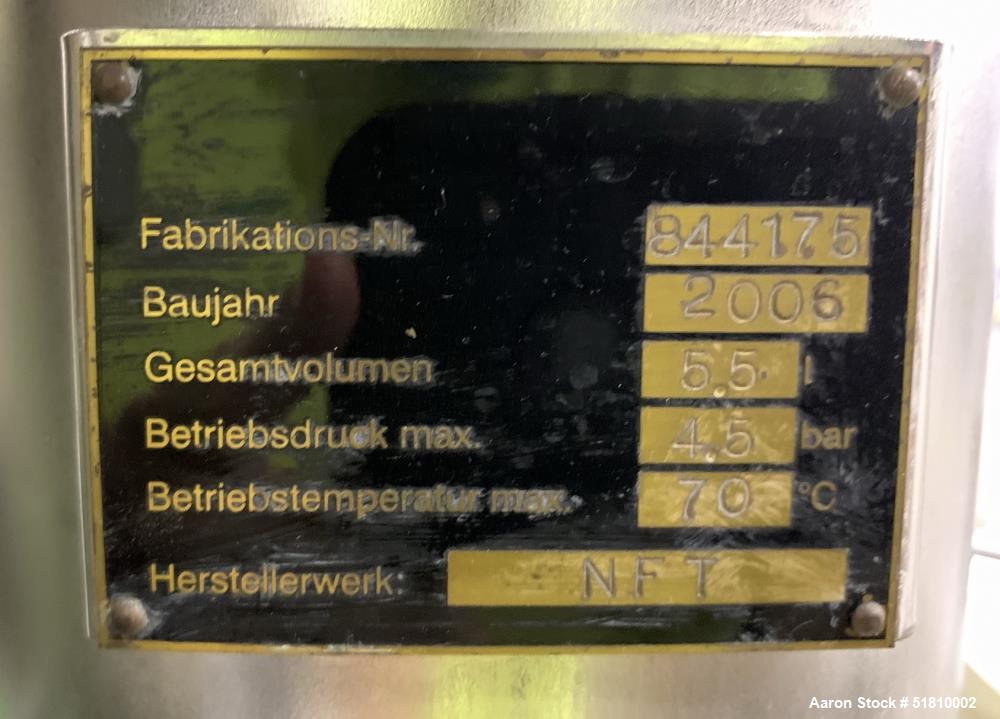 Fabrikations-Nr. 844175
Baujahr 2006
Gesamtvolumen 5.5 l
Betriebsdruck max. 4.5 bar
Betriebstemperatur max. 70 °C
Herstellerwerk: NFT
Aaron Stock # 51810002